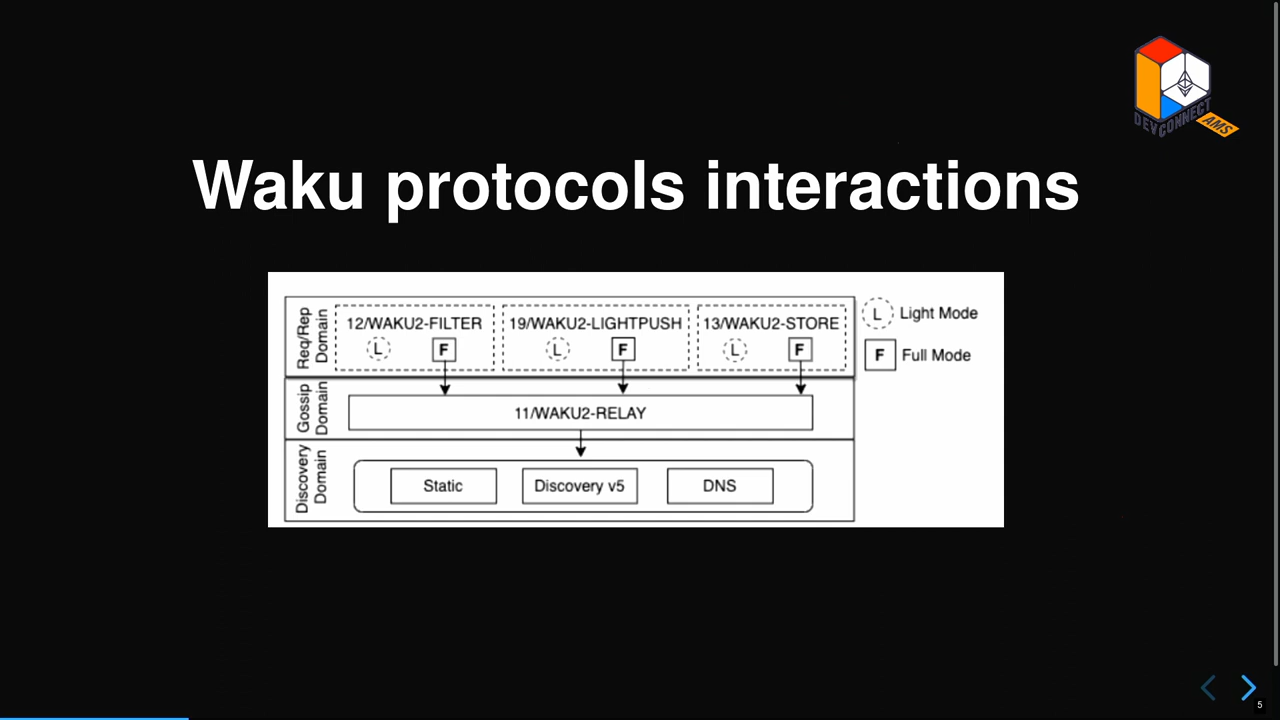 DEVCONNECT
AMS
Waku protocols interactions
Req/Rep
Domain
12/WAKU2-FILTER
L
F
19/WAKU2-LIGHTPUSH
L
F
13/WAKU2-STORE
L
F
L Light Mode
F Full Mode
Gossip
Domain
11/WAKU2-RELAY
Discovery
Domain
Static
Discovery v5
DNS
5